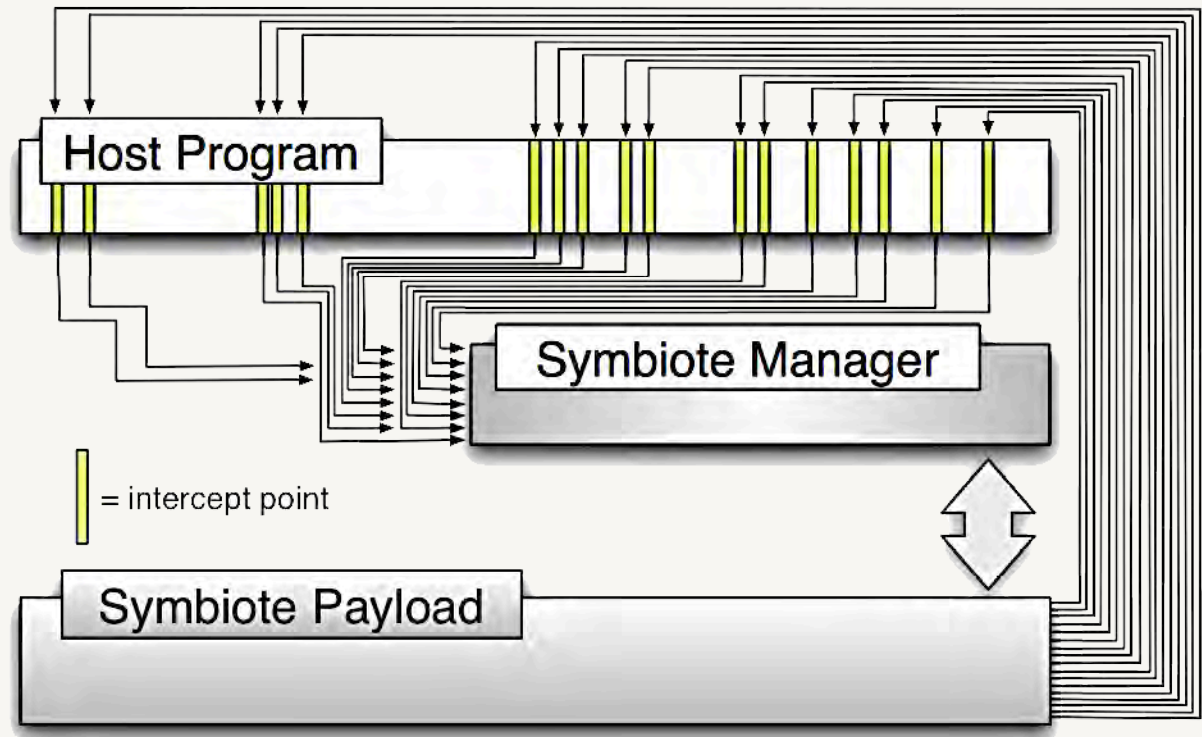 Host Program
Symbiote Manager
= intercept point
Symbiote Payload